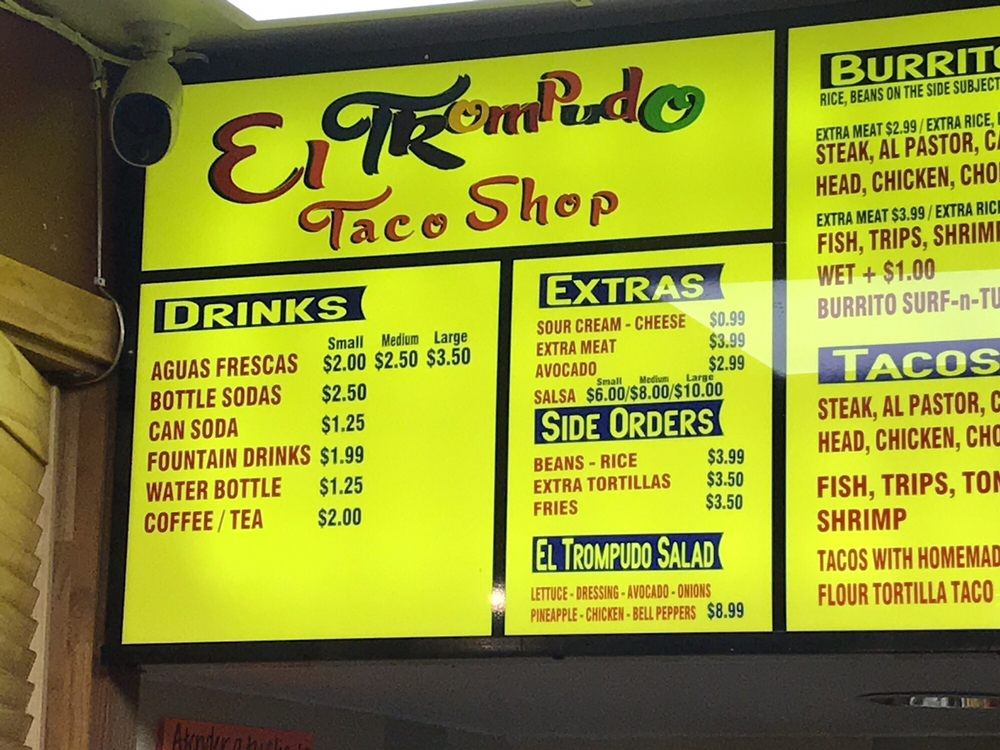 El Trompudo
Taco Shop
DRINKS
Small Medium Large
AGUAS FRESCAS $2.00 $2.50 $3.50
BOTTLE SODAS $2.50
CAN SODA $1.25
FOUNTAIN DRINKS $1.99
WATER BOTTLE $1.25
COFFEE / TEA $2.00
EXTRAS
SOUR CREAM - CHEESE $0.99
EXTRA MEAT $3.99
AVOCADO $2.99
Small Medium Large
SALSA $6.00/$8.00/$10.00
SIDE ORDERS
BEANS - RICE $3.99
EXTRA TORTILLAS $3.50
FRIES $3.50
EL TROMPUDO SALAD
LETTUCE - DRESSING - AVOCADO - ONIONS
PINEAPPLE - CHICKEN - BELL PEPPERS $8.99
BURRITO
RICE, BEANS ON THE SIDE SUBJECT
EXTRA MEAT $2.99 / EXTRA RICE,
STEAK, AL PASTOR,
HEAD, CHICKEN,
EXTRA MEAT $3.99 / EXTRA RICE
FISH, TRIPS, SHRIMP
WET + $1.00
BURRITO SURF-n-TU
TACOS
STEAK, AL PASTOR,
HEAD, CHICKEN,
FISH, TRIPS,
SHRIMP
TACOS WITH HOMEMAD
FLOUR TORTILLA TACO